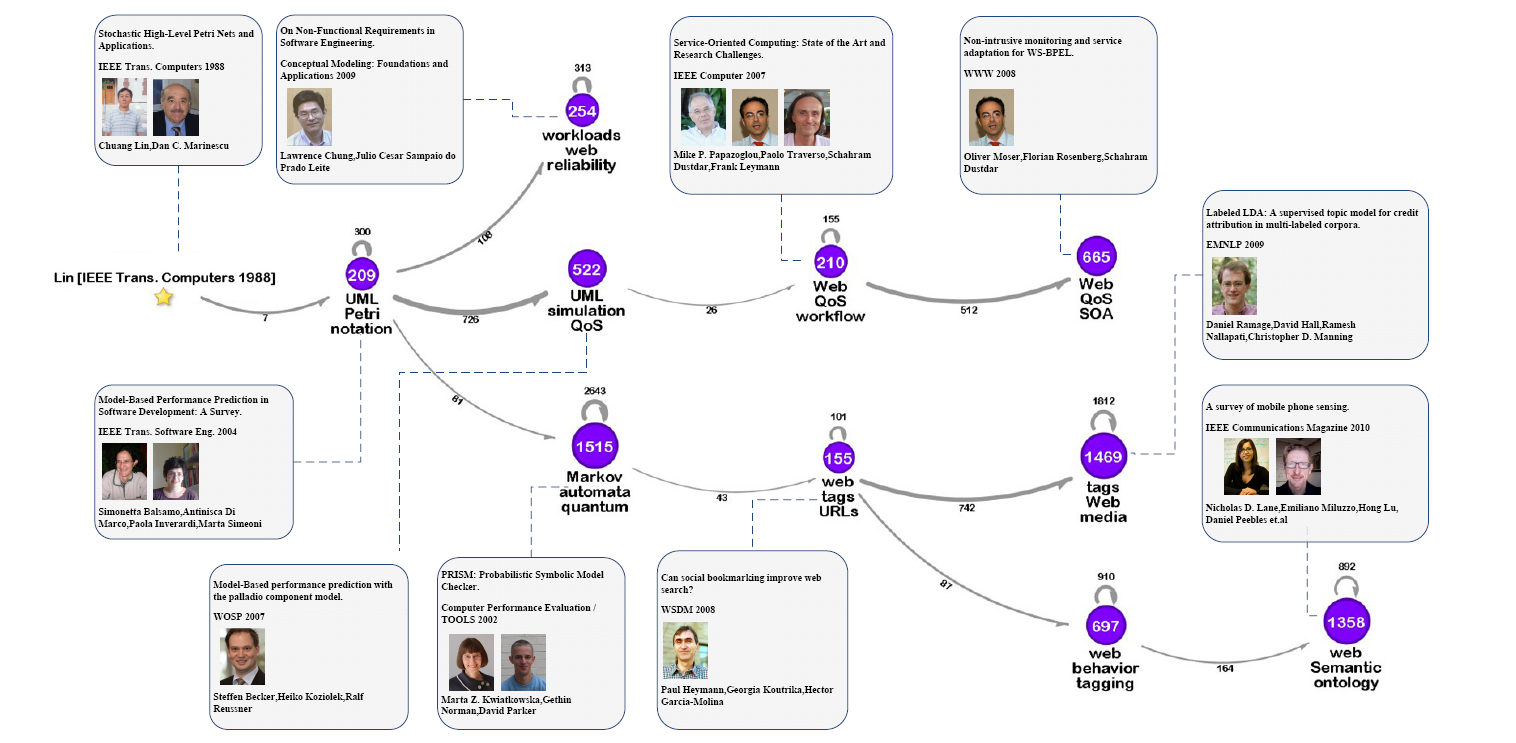 Stochastic High-Level Petri Nets and
Applications.
IEEE Trans. Computers 1988
Chuang Lin,Dan C. Marinescu
On Non-Functional Requirements in
Software Engineering.
Conceptual Modeling: Foundations and
Applications 2009
Lawrence Chung,Julio Cesar Sampaio do
Prado Leite
313
254
workloads
web
reliability
Service-Oriented Computing: State of the Art and
Research Challenges.
IEEE Computer 2007
Mike P. Papazoglou,Paolo Traverso,Schahram
Dustdar,Frank Leymann
Non-intrusive monitoring and service
adaptation for WS-BPEL.
WWW 2008
Oliver Moser,Florian Rosenberg,Schahram
Dustdar
Labeled LDA: A supervised topic model for credit
attribution in multi-labeled corpora.
EMNLP 2009
Daniel Ramage,David Hall,Ramesh
Nallapati,Christopher D. Manning
Lin [IEEE Trans. Computers 1988]
7
300
209
UML
Petri
notation
108
726
522
UML
simulation
QoS
26
155
210
Web
QoS
workflow
512
665
Web
QoS
SOA
81
2643
1515
Markov
automata
quantum
43
101
155
web
tags
URLs
742
1812
1469
tags
Web
media
87
910
697
web
behavior
tagging
164
892
1358
web
Semantic
ontology
Model-Based Performance Prediction in
Software Development: A Survey.
IEEE Trans. Software Eng. 2004
Simonetta Balsamo,Antinisca Di
Marco,Paola Inverardi,Marta Simeoni
A survey of mobile phone sensing.
IEEE Communications Magazine 2010
Nicholas D. Lane,Emiliano Miluzzo,Hong Lu,
Daniel Peebles et.al
Model-Based performance prediction with
the palladio component model.
WOSP 2007
Steffen Becker,Heiko Koziolek,Ralf
Reussner
PRISM: Probabilistic Symbolic Model
Checker.
Computer Performance Evaluation /
TOOLS 2002
Marta Z. Kwiatkowska,Gethin
Norman,David Parker
Can social bookmarking improve web
search?
WSDM 2008
Paul Heymann,Georgia Koutrika,Hector
Garcia-Molina